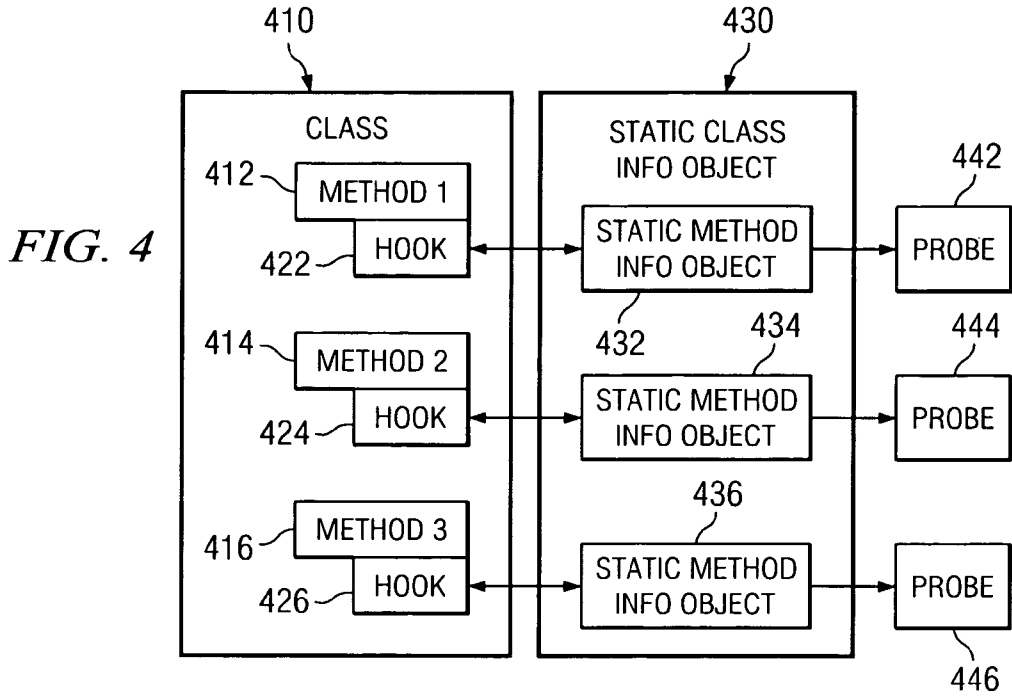 410
430
CLASS
STATIC CLASS
INFO OBJECT
442
412
METHOD 1
STATIC METHOD
INFO OBJECT
PROBE
FIG. 4
HOOK
422
432
434
444
414
METHOD 2
STATIC METHOD
INFO OBJECT
PROBE
424
HOOK
436
416
METHOD 3
STATIC METHOD
INFO OBJECT
PROBE
426
HOOK
446